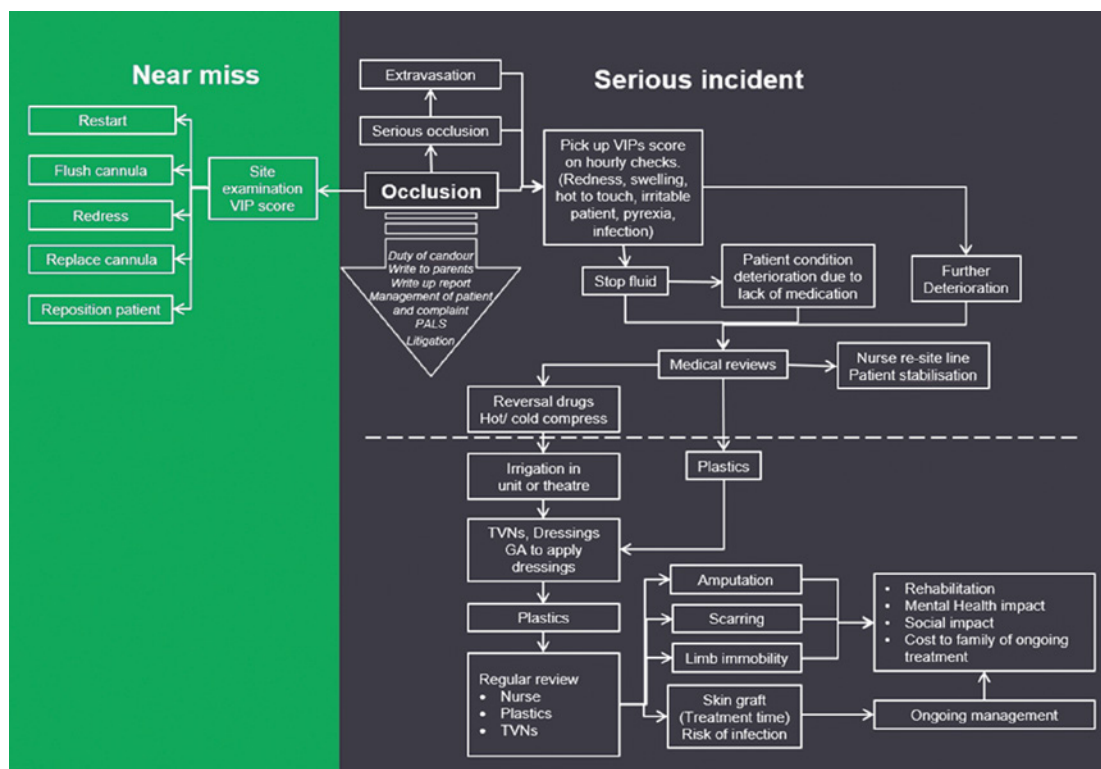 Near miss
Restart
Flush cannula
Redress
Replace cannula
Reposition patient
Site
examination
VIP score
Serious incident
Extravasation
Serious occlusion
Occlusion
Duty of candour
Write to parents
Write up report
Management of patient
and complaint
PALS
Litigation
Pick up VIPs score
on hourly checks.
(Redness, swelling,
hot to touch, irritable
patient, pyrexia,
infection)
Stop fluid
Patient condition
deterioration due to
lack of medication
Further
Deterioration
Medical reviews
Nurse re-site line
Patient stabilisation
Reversal drugs
Hot/ cold compress
Irrigation in
unit or theatre
Plastics
TVNs, Dressings
GA to apply
dressings
Plastics
Regular review
• Nurse
• Plastics
• TVNs
Amputation
Scarring
Limb immobility
Skin graft
(Treatment time)
Risk of infection
• Rehabilitation
• Mental Health impact
• Social impact
• Cost to family of ongoing
treatment
Ongoing management